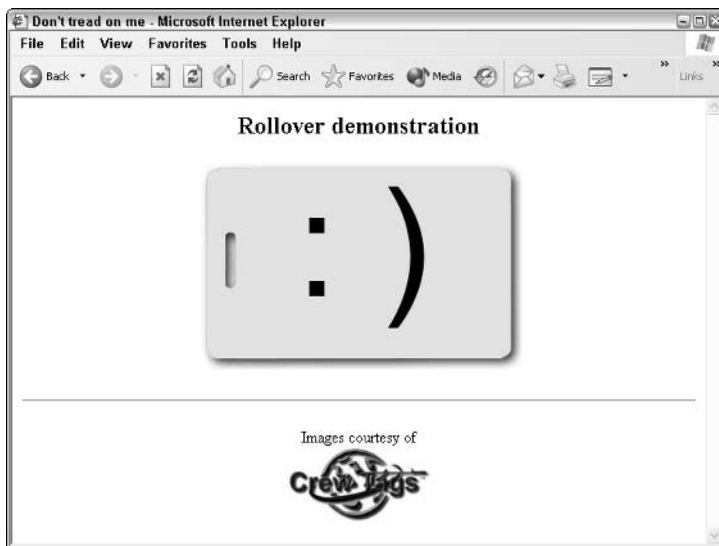 Don't tread on me - Microsoft Internet Explorer
File Edit View Favorites Tools Help
Back Search Favorites Media Links
Rollover demonstration
:)
Images courtesy of
Crew Tags